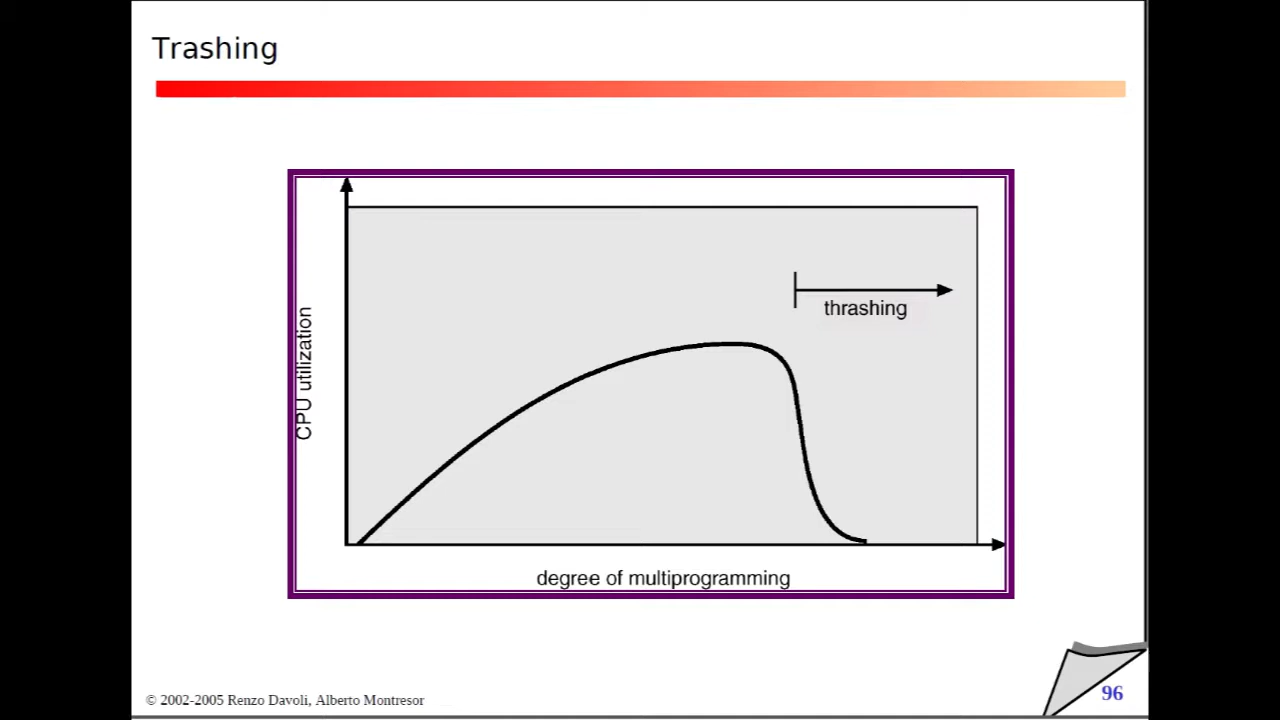 Trashing
thrashing
CPU utilization
degree of multiprogramming
© 2002-2005 Renzo Davoli, Alberto Montresor
96